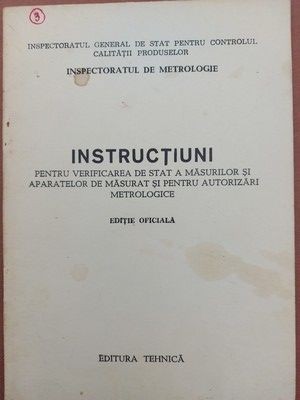 3
INSPECTORATUL GENERAL DE STAT PENTRU CONTROLUL
CALITĂȚII PRODUSELOR
INSPECTORATUL DE METROLOGIE
INSTRUCȚIUNI
PENTRU VERIFICAREA DE STAT A MĂSURILOR ȘI
APARATELOR DE MĂSURAT ȘI PENTRU AUTORIZĂRI
METROLOGICE
EDIȚIE OFICIALĂ
EDITURA TEHNICĂ